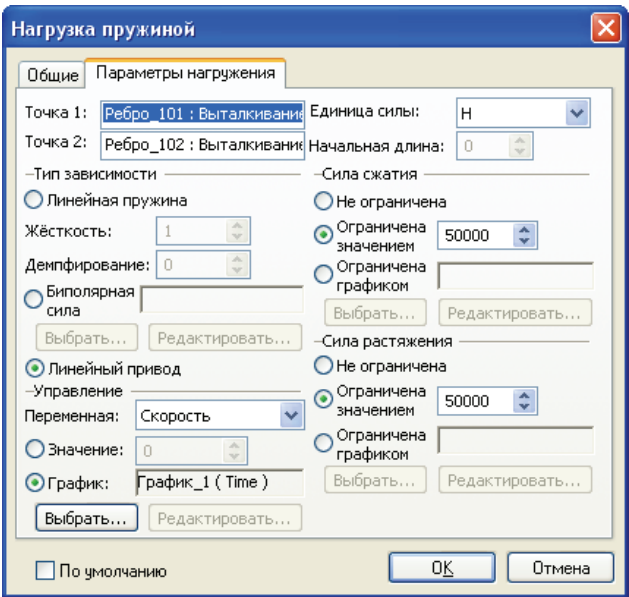 Нагрузка пружиной
Общие
Параметры нагружения
Точка 1:
Ребро_101 : Выталкивание
Точка 2:
Ребро_102 : Выталкивание
Единица силы:
Н
Начальная длина:
0
Тип зависимости
Линейная пружина
Жёсткость:
1
Демпфирование:
0
Биполярная
сила
Выбрать...
Редактировать...
Линейный привод
Управление
Переменная:
Скорость
Значение:
0
График:
График_1 ( Time )
Выбрать...
Редактировать...
Сила сжатия
Не ограничена
Ограничена
значением
50000
Ограничена
графиком
Выбрать...
Редактировать...
Сила растяжения
Не ограничена
Ограничена
значением
50000
Ограничена
графиком
Выбрать...
Редактировать...
По умолчанию
OK
Отмена